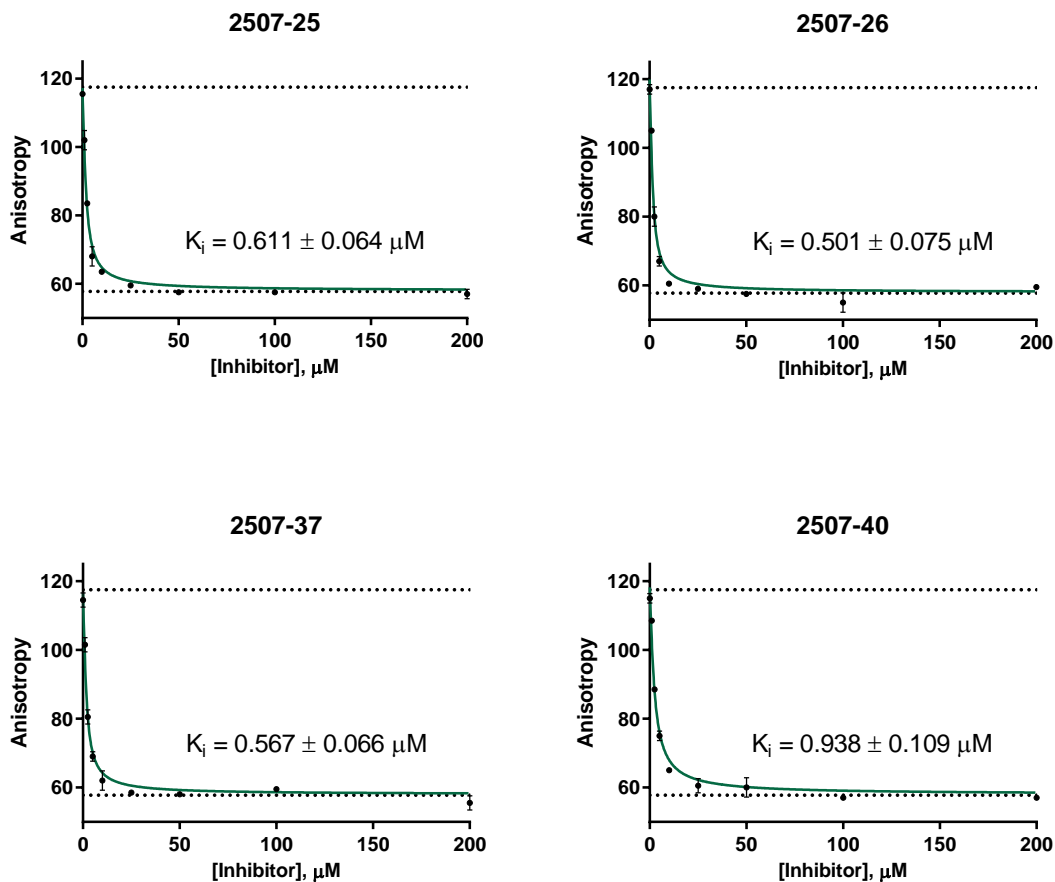 2507-25
120
100
80
60
Anisotropy
K_i = 0.611 ± 0.064 μM
0 50 100 150 200
[Inhibitor], μM
2507-26
120
100
80
60
Anisotropy
K_i = 0.501 ± 0.075 μM
0 50 100 150 200
[Inhibitor], μM
2507-37
120
100
80
60
Anisotropy
K_i = 0.567 ± 0.066 μM
0 50 100 150 200
[Inhibitor], μM
2507-40
120
100
80
60
Anisotropy
K_i = 0.938 ± 0.109 μM
0 50 100 150 200
[Inhibitor], μM